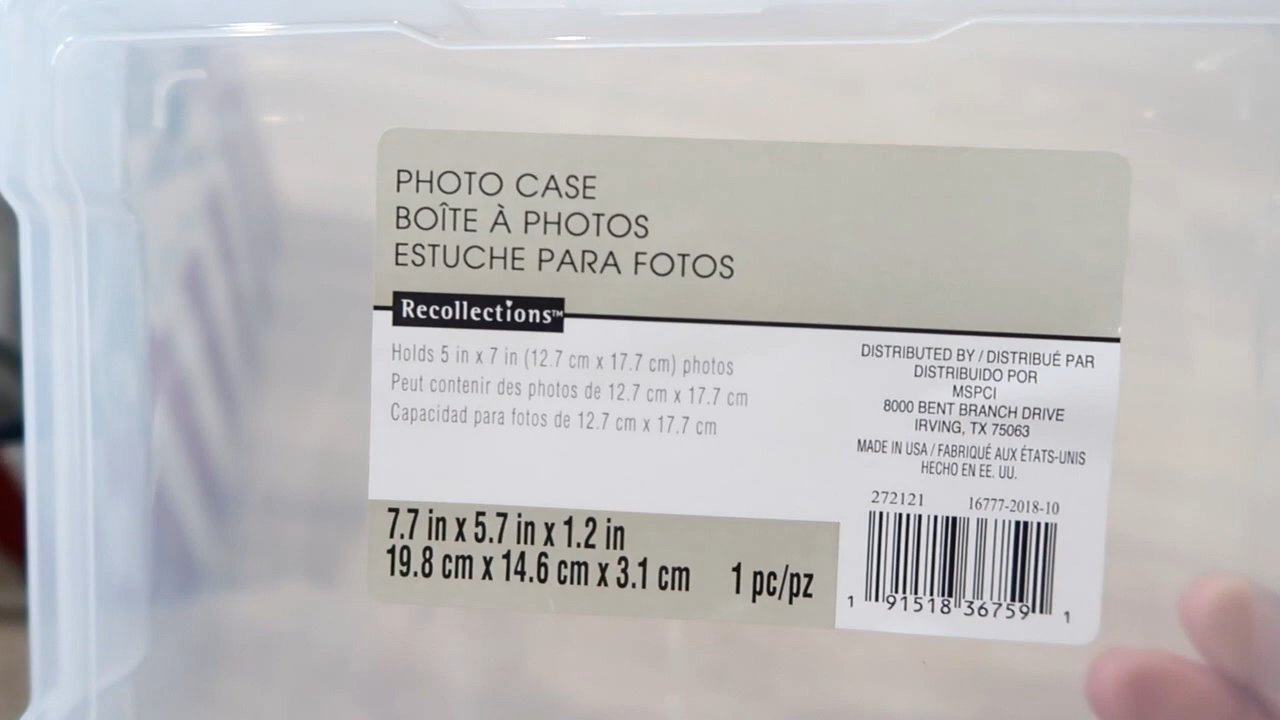 PHOTO CASE
BOÎTE À PHOTOS
ESTUCHE PARA FOTOS
Recollections™
Holds 5 in x 7 in (12.7 cm x 17.7 cm) photos
Peut contenir des photos de 12.7 cm x 17.7 cm
Capacidad para fotos de 12.7 cm x 17.7 cm
7.7 in x 5.7 in x 1.2 in
19.8 cm x 14.6 cm x 3.1 cm 1 pc/pz
DISTRIBUTED BY / DISTRIBUÉ PAR
DISTRIBUIDO POR
MSPCI
8000 BENT BRANCH DRIVE
IRVING, TX 75063
MADE IN USA / FABRIQUÉ AUX ÉTATS-UNIS
HECHO EN EE. UU.
272121 16777-2018-10
1 91518 36759 1